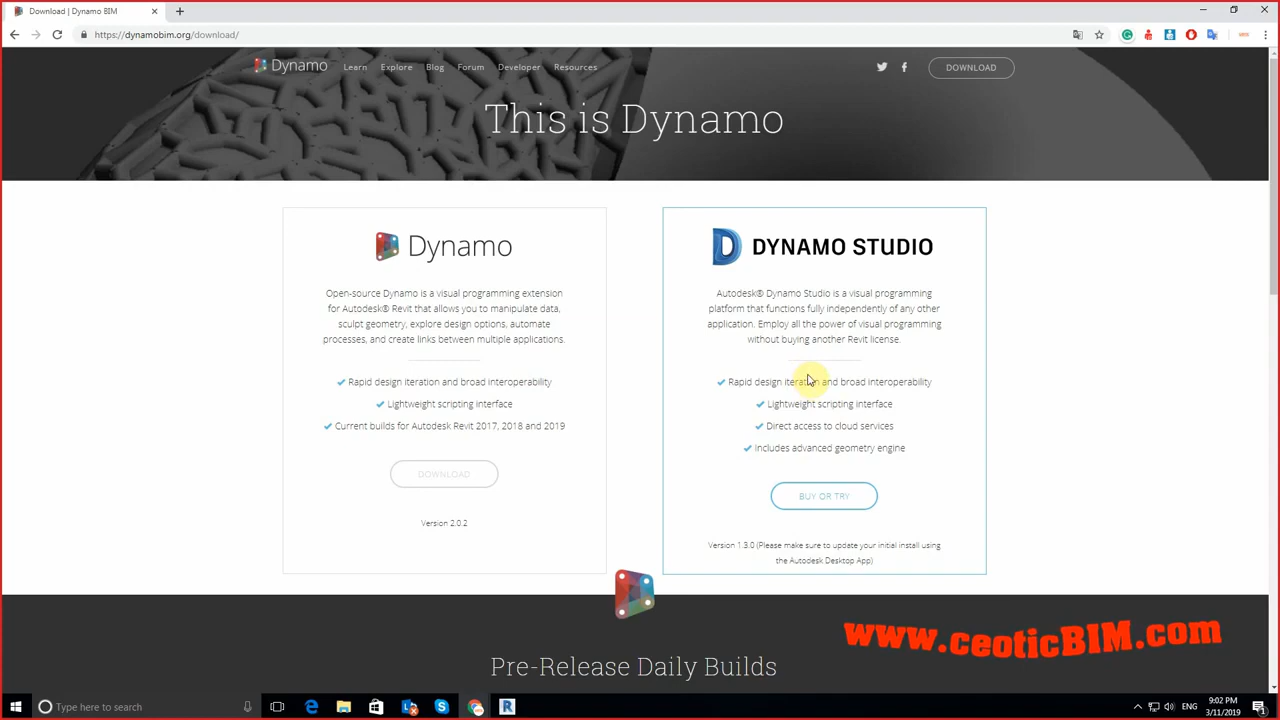 Download | Dynamo BIM
https://dynamobim.org/download/
Dynamo Learn Explore Blog Forum Developer Resources DOWNLOAD
This is Dynamo
Dynamo
Open-source Dynamo is a visual programming extension
for Autodesk® Revit that allows you to manipulate data,
sculpt geometry, explore design options, automate
processes, and create links between multiple applications.
Rapid design iteration and broad interoperability
Lightweight scripting interface
Current builds for Autodesk Revit 2017, 2018 and 2019
DOWNLOAD
Version 2.0.2
DYNAMO STUDIO
Autodesk® Dynamo Studio is a visual programming
platform that functions fully independently of any other
application. Employ all the power of visual programming
without buying another Revit license.
Rapid design iteration and broad interoperability
Lightweight scripting interface
Direct access to cloud services
Includes advanced geometry engine
BUY OR TRY
Version 1.3.0 (Please make sure to update your initial install using
the Autodesk Desktop App)
www.ceoticBIM.com
Pre-Release Daily Builds
Type here to search
ENG
9:02 PM
3/11/2019